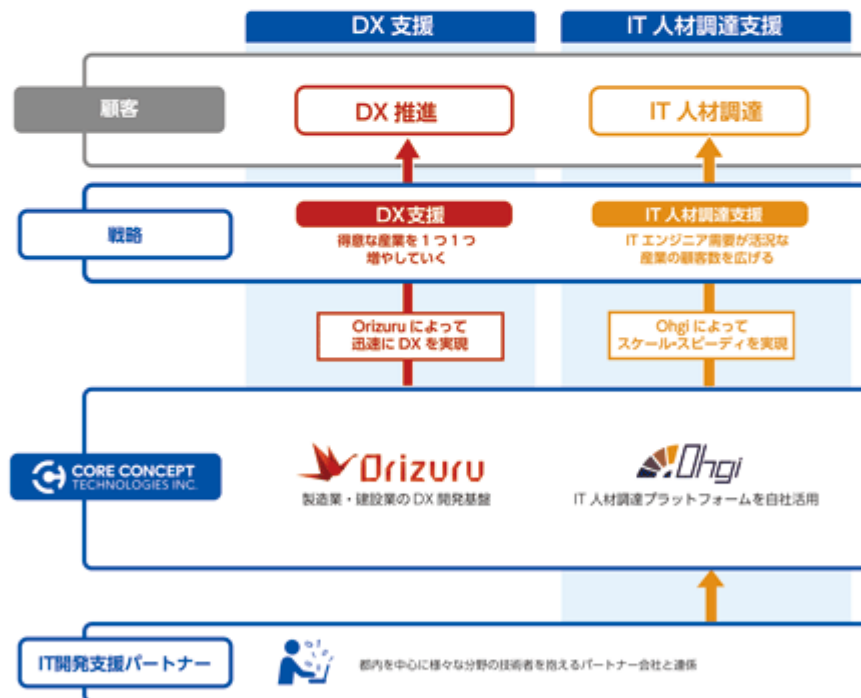 DX 支援
IT 人材調達支援
顧客
DX 推進
IT 人材調達
戦略
DX支援
得意な産業を1つ1つ
増やしていく
IT 人材調達支援
IT エンジニア需要が活況な
産業の顧客数を広げる
Orizuru によって
迅速に DX を実現
Ohgi によって
スケール・スピーディを実現
CORE CONCEPT
TECHNOLOGIES INC.
Orizuru
製造業・建設業の DX 開発基盤
Ohgi
IT 人材調達プラットフォームを自社活用
IT開発支援パートナー
都内を中心に様々な分野の技術者を抱えるパートナー会社と連係